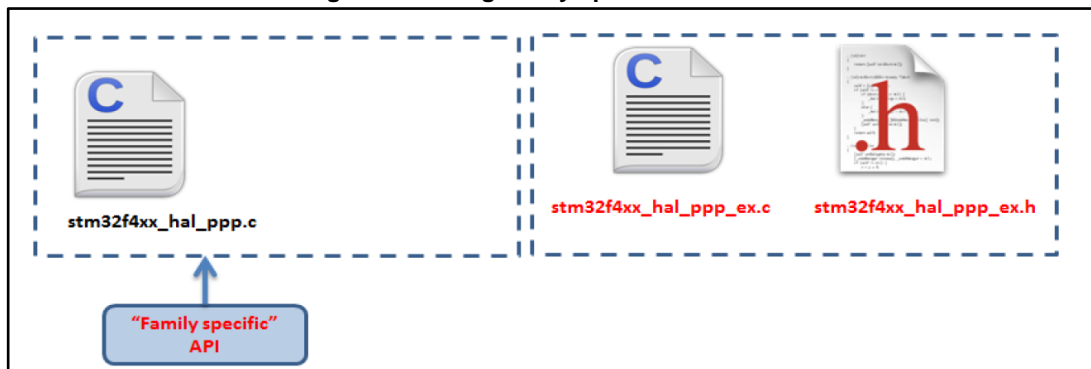 C
stm32f4xx_hal_ppp.c
C
.h
stm32f4xx_hal_ppp_ex.c
stm32f4xx_hal_ppp_ex.h
“Family specific”
API